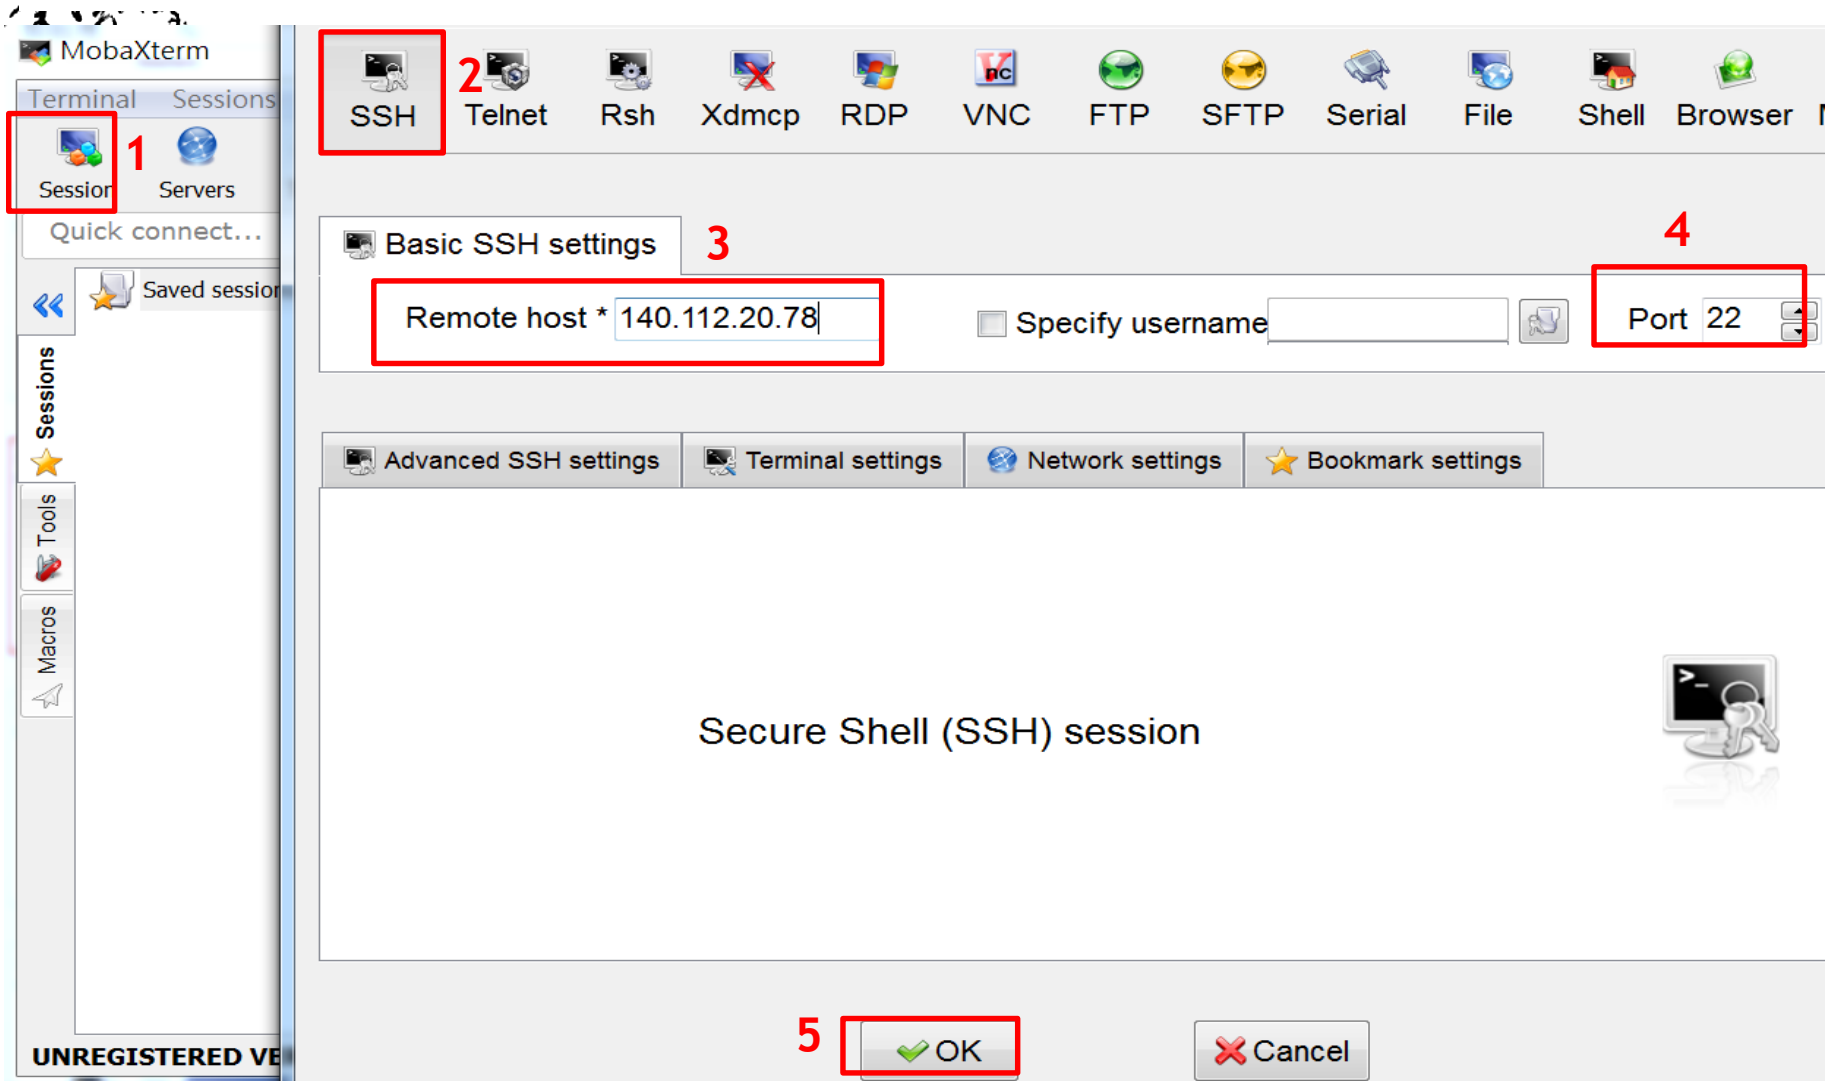 MobaXterm
Terminal Sessions
1
Session
Servers
Quick connect...
Saved session
Sessions
Tools
Macros
UNREGISTERED VE
2
SSH
Telnet
Rsh
Xdmcp
RDP
VNC
FTP
SFTP
Serial
File
Shell
Browser
Basic SSH settings
3
4
Remote host * 140.112.20.78
Specify username
Port 22
Advanced SSH settings
Terminal settings
Network settings
Bookmark settings
Secure Shell (SSH) session
5
OK
Cancel